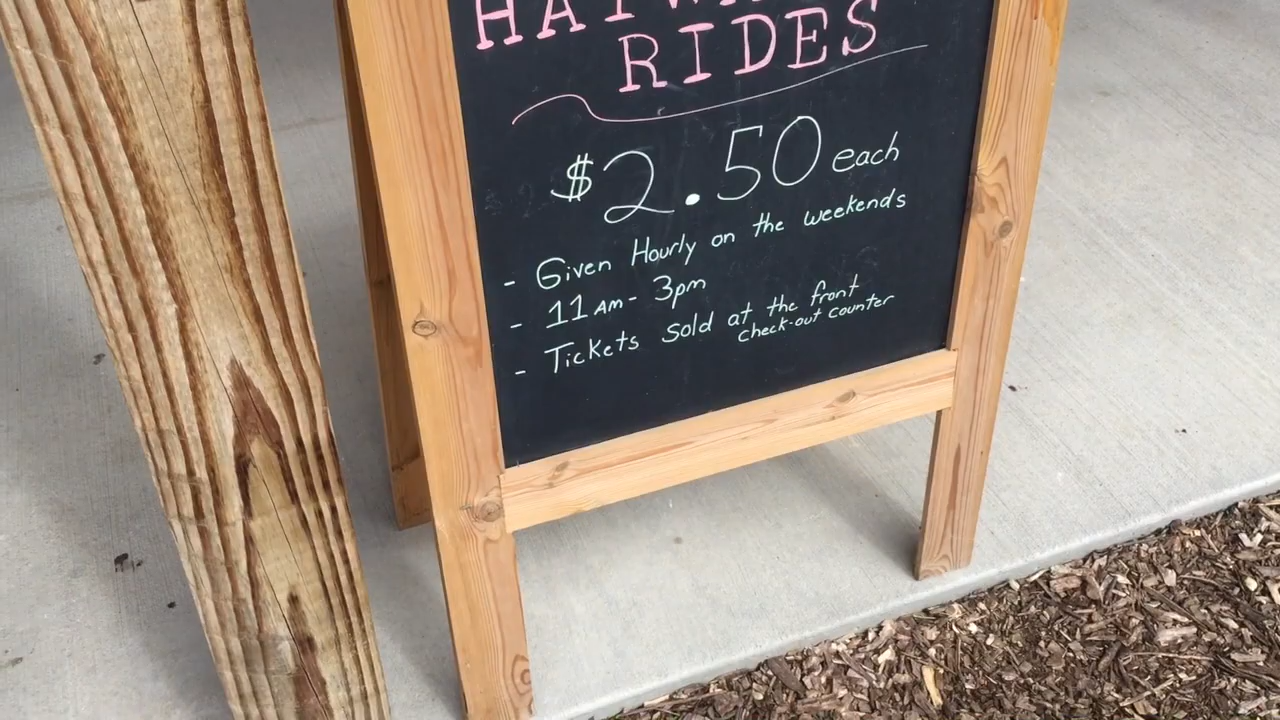 RIDES
$2.50 each
- Given Hourly on the weekends
- 11 AM - 3pm
- Tickets sold at the front
check-out counter